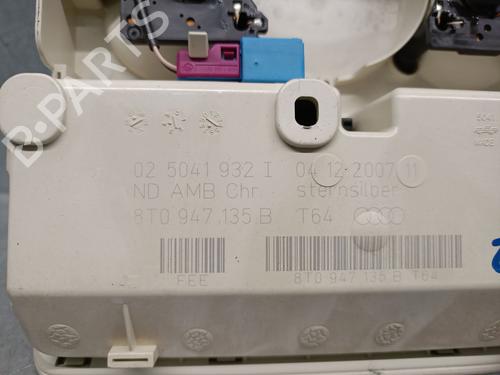 B-PARTS
02 5041 932 I 04.12.2007 11
ND AMB Chr. sternsilber
8T0 947 135 B T64
FEE
8T0 947 135 B T64
5041
MADE